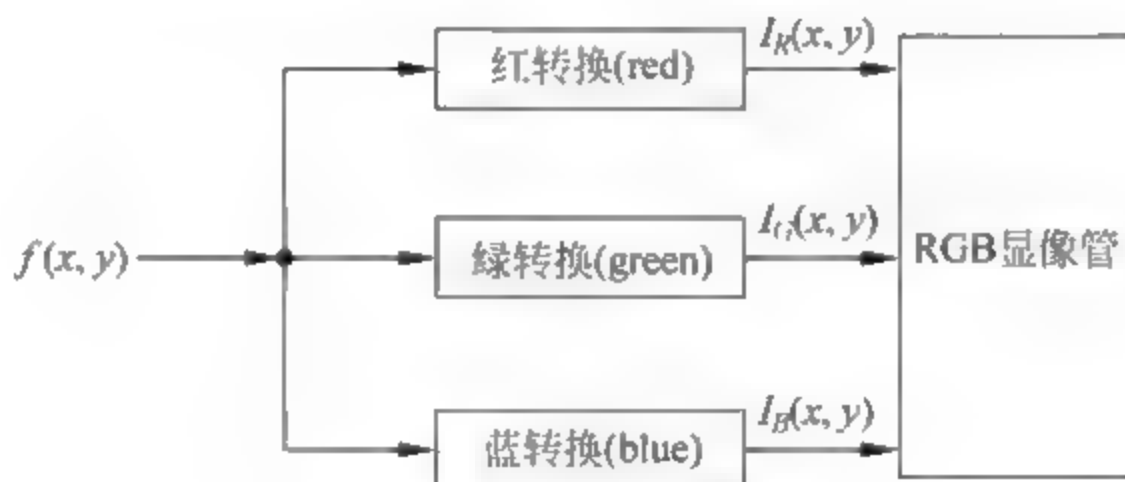 红转换(red)
I_R(x, y)
f(x, y)
绿转换(green)
I_G(x, y)
RGB显像管
蓝转换(blue)
I_B(x, y)